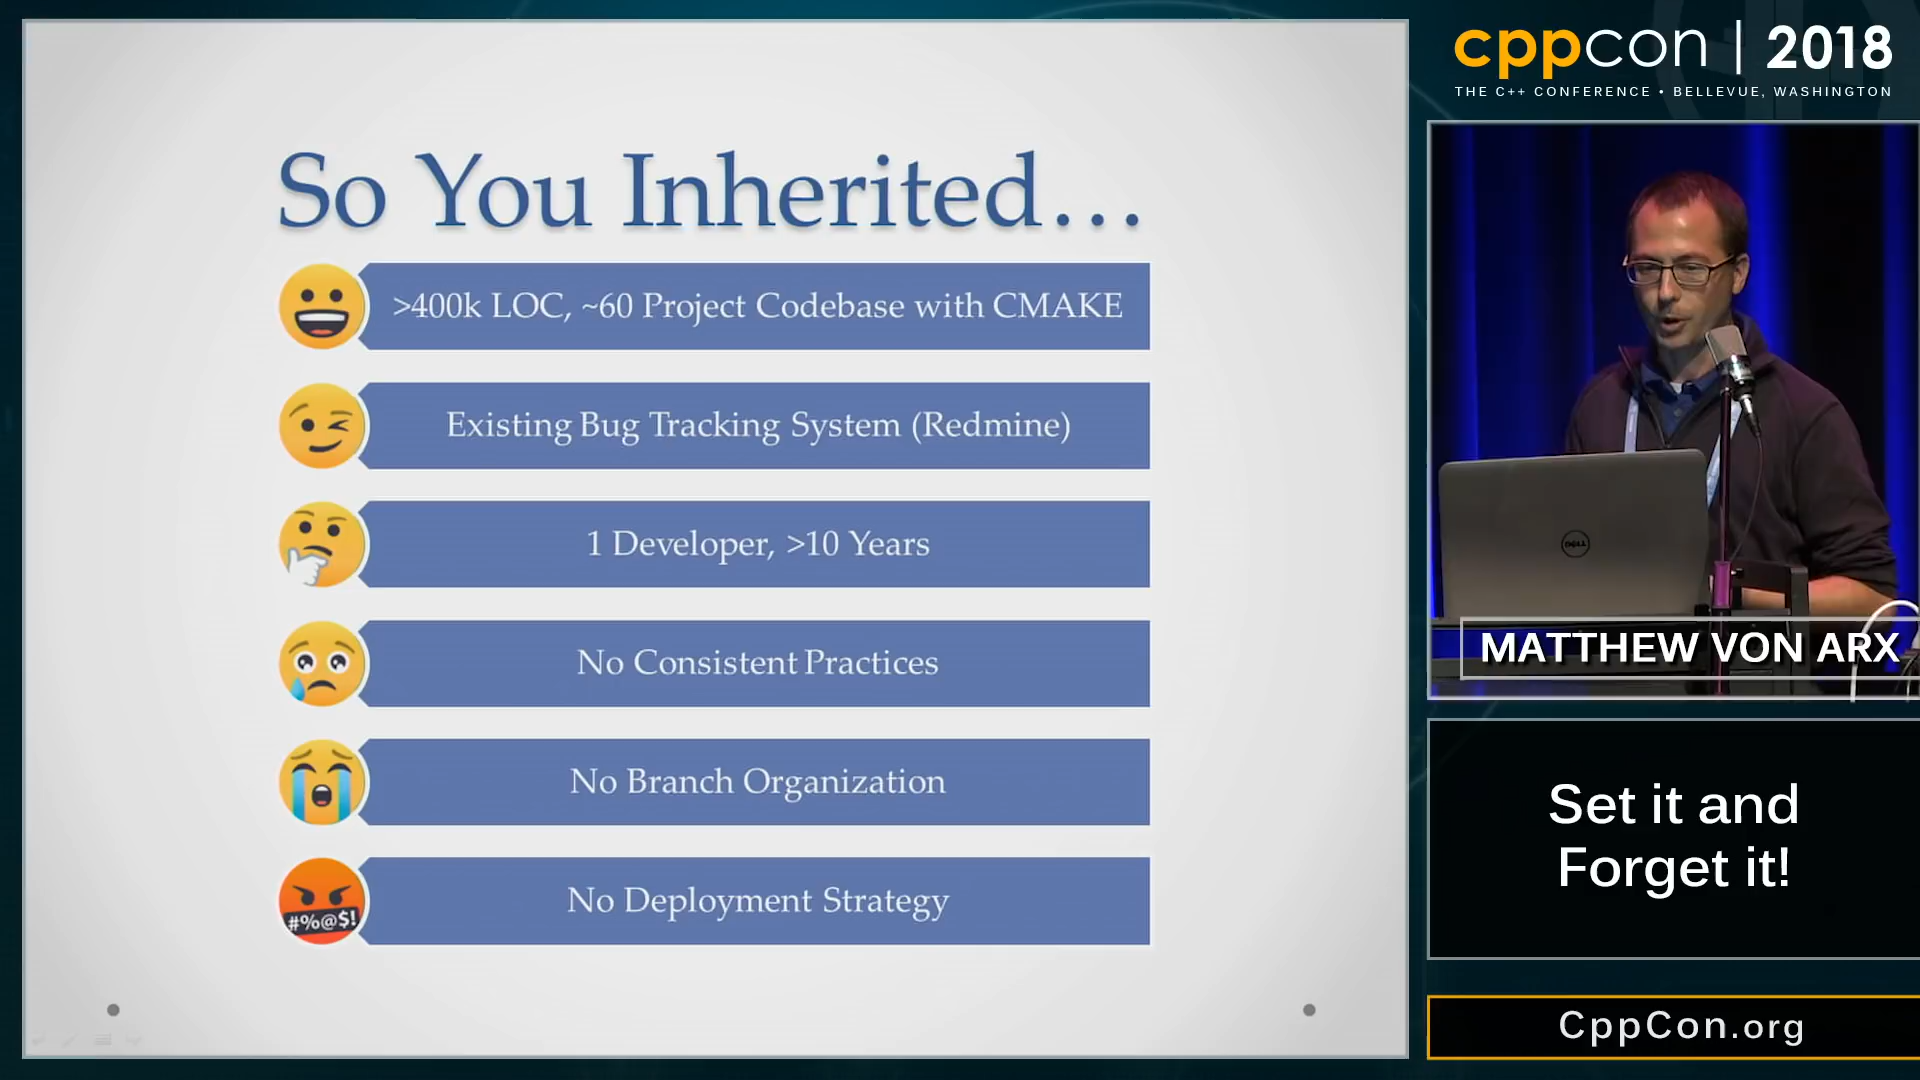 So You Inherited...
>400k LOC, ~60 Project Codebase with CMAKE
Existing Bug Tracking System (Redmine)
1 Developer, >10 Years
No Consistent Practices
No Branch Organization
#%@$!
No Deployment Strategy
cppcon | 2018
THE C++ CONFERENCE • BELLEVUE, WASHINGTON
DELL
MATTHEW VON ARX
Set it and
Forget it!
CppCon.org